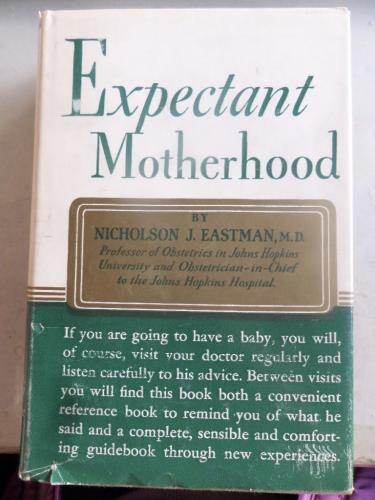 Expectant
Motherhood
BY
NICHOLSON J. EASTMAN, M.D.
Professor of Obstetrics in Johns Hopkins
University and Obstetrician-in-Chief
to the Johns Hopkins Hospital.
If you are going to have a baby, you will,
of course, visit your doctor regularly and
listen carefully to his advice. Between visits
you will find this book both a convenient
reference book to remind you of what he
said and a complete, sensible and comfort-
ing guidebook through new experiences.